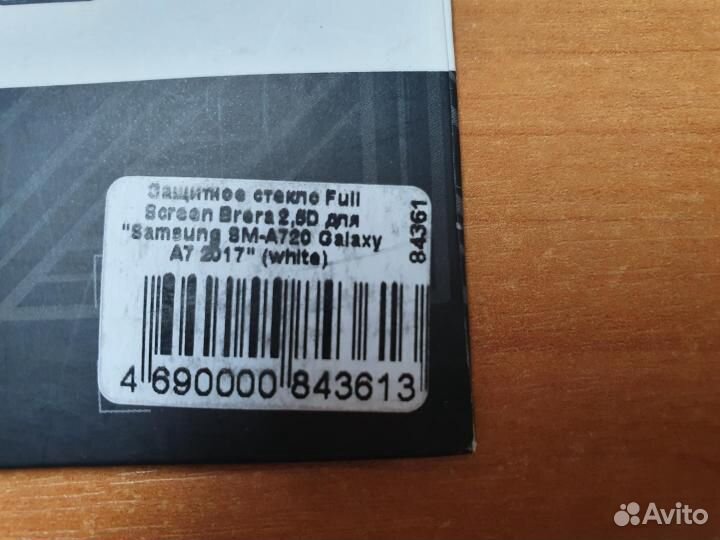 Защитное стекло Full
Screen Brera 2,5D для
"Samsung SM-A720 Galaxy
A7 2017" (white)
84361
4 690000 843613
Avito